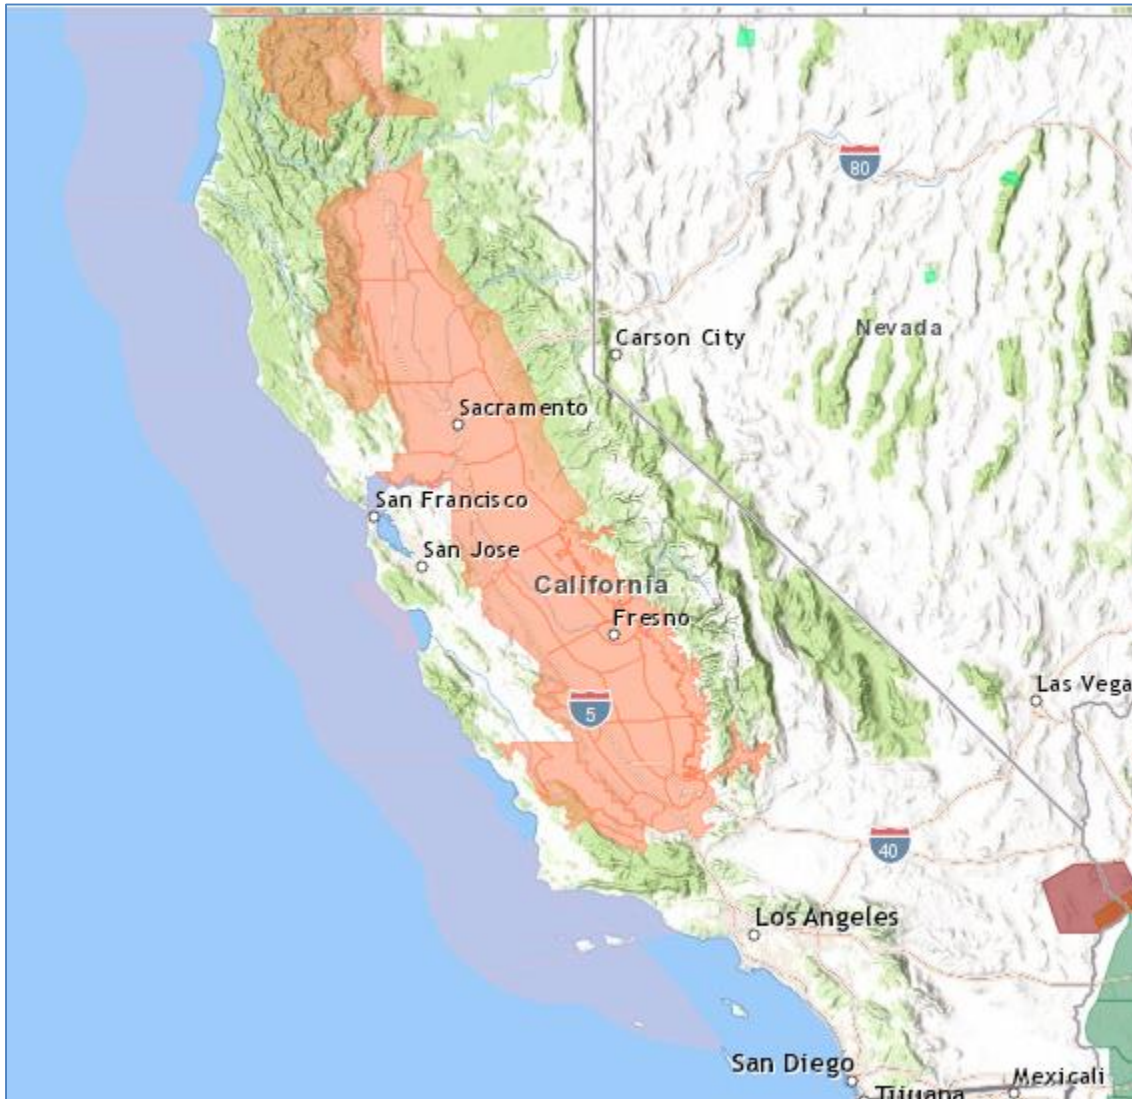 80
Nevada
Carson City
Sacramento
San Francisco
San Jose
California
Fresno
Las Vega
5
40
Los Angeles
San Diego
Mexicali
Tijuana